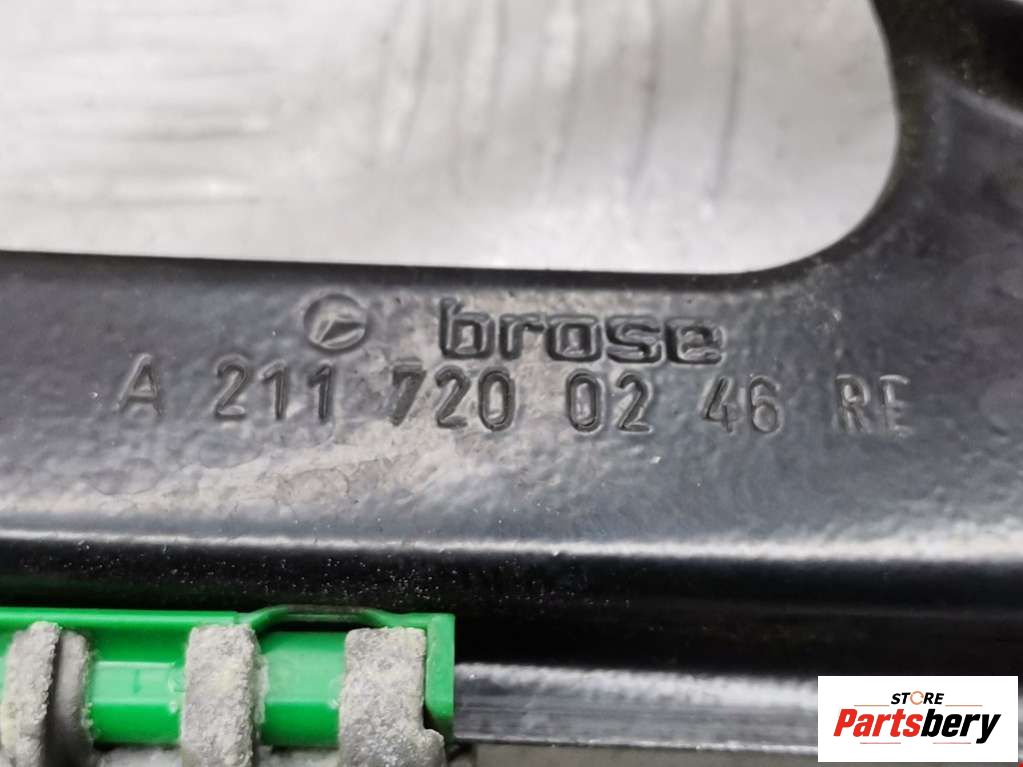 brose
A 211 720 02 46 RE
STORE
Partsbery